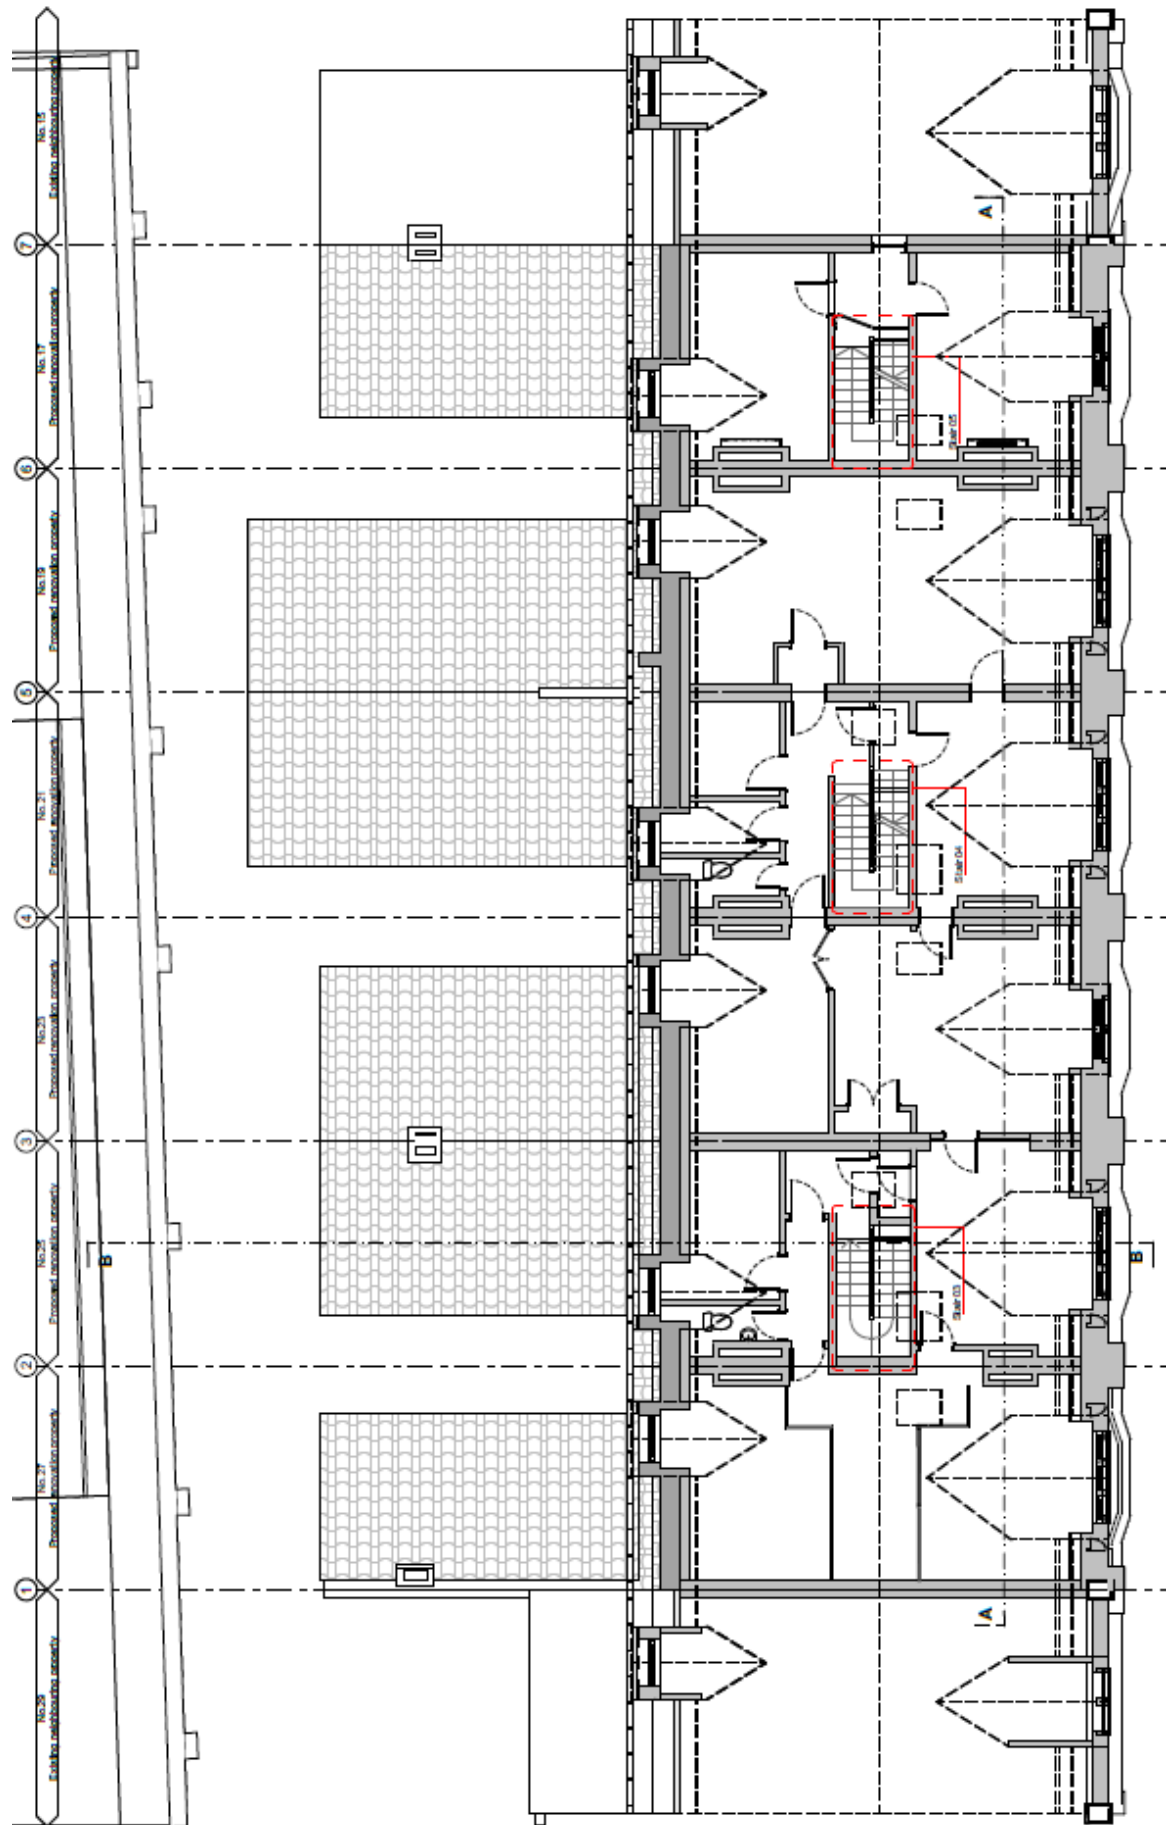 7
6
5
4
3
2
1
No.15
Existing neighbouring property
No.17
Proposed renovation property
No.19
Proposed renovation property
No.21
Proposed renovation property
No.23
Proposed renovation property
No.25
Proposed renovation property
No.27
Proposed renovation property
No.29
Existing neighbouring property
A
Stair 05
Stair 04
B
B
Stair 03
A